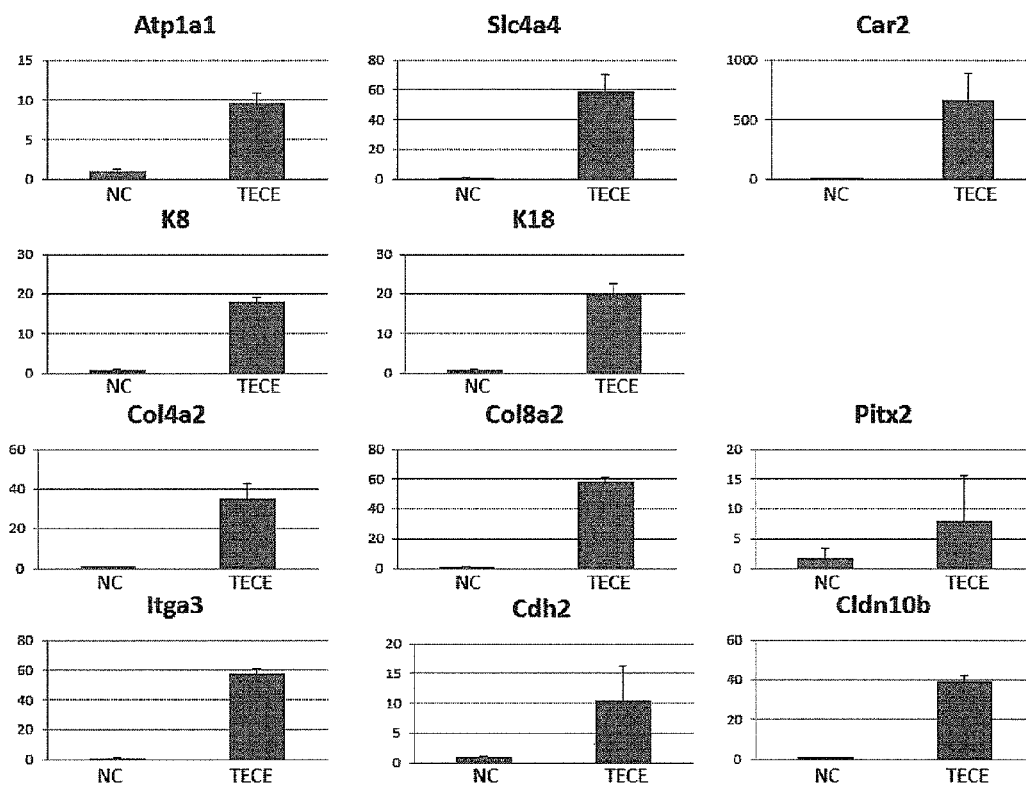 Atp1a1
15
10
5
0
NC TECE
Slc4a4
80
60
40
20
0
NC TECE
Car2
1000
500
0
NC TECE
K8
30
20
10
0
NC TECE
K18
30
20
10
0
NC TECE
Col4a2
60
40
20
0
NC TECE
Col8a2
80
60
40
20
0
NC TECE
Pitx2
20
15
10
5
0
NC TECE
Itga3
80
60
40
20
0
NC TECE
Cdh2
20
15
10
5
0
NC TECE
Cldn10b
60
40
20
0
NC TECE